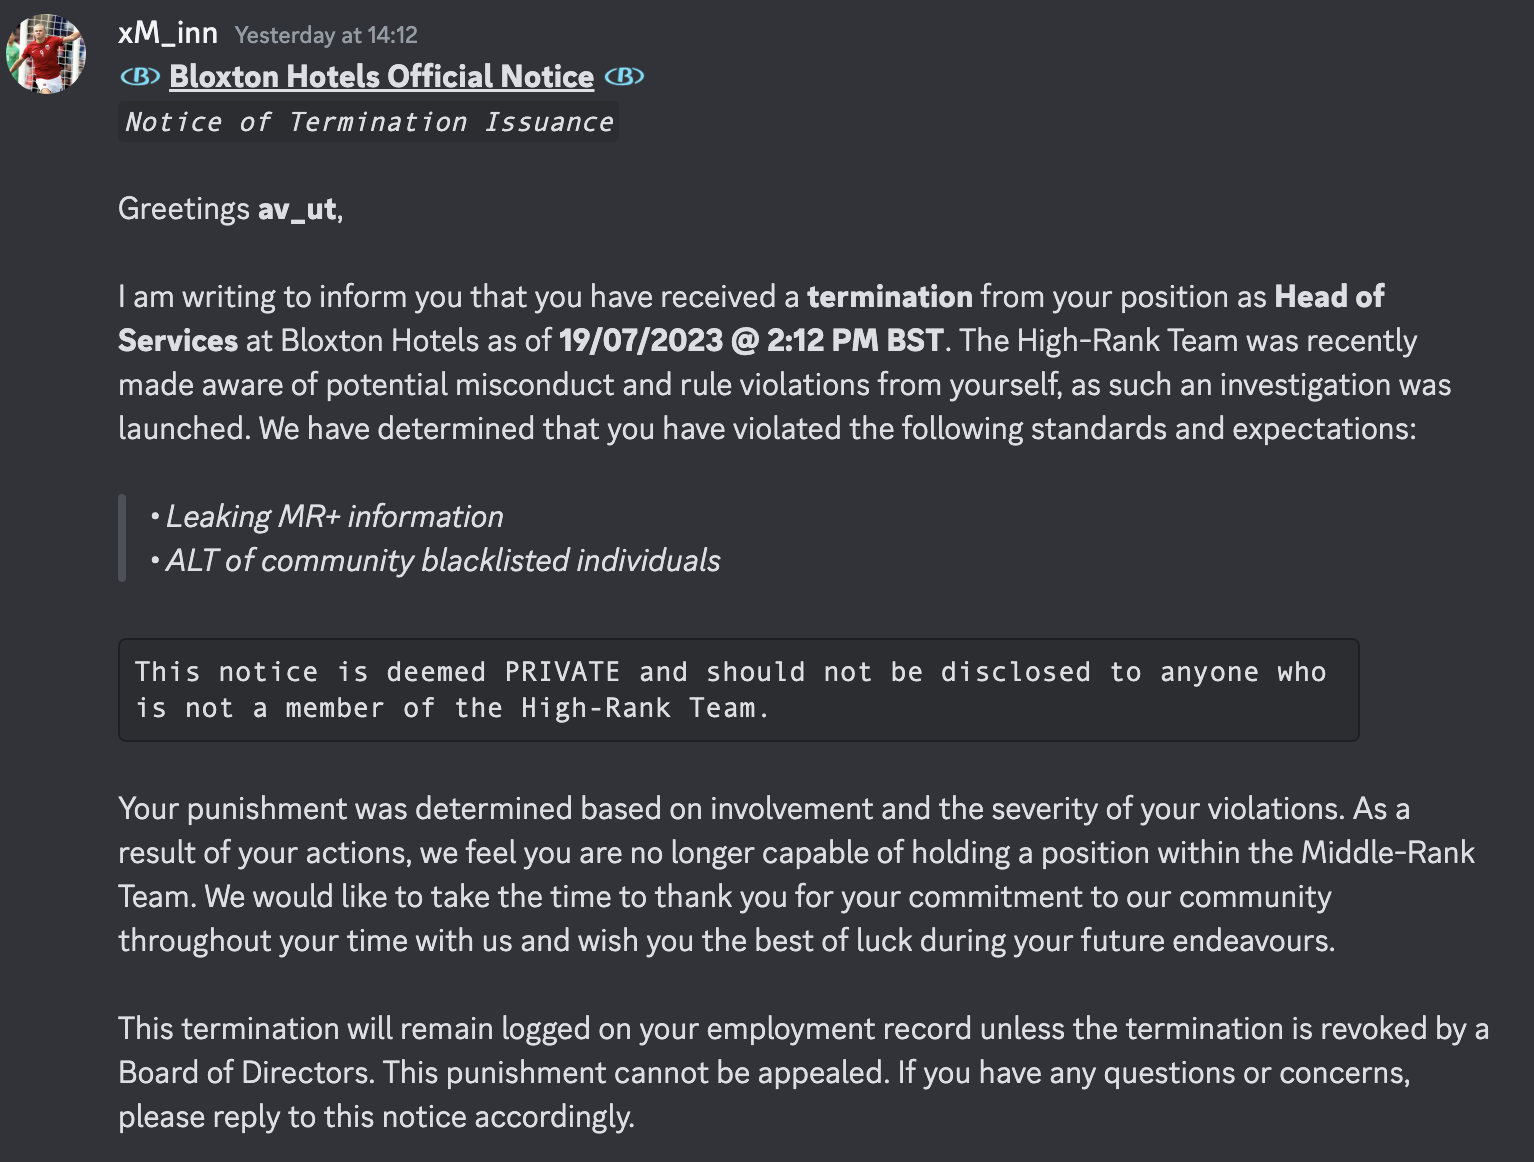 xM_inn Yesterday at 14:12
B Bloxton Hotels Official Notice B
Notice of Termination Issuance
Greetings av_ut,
I am writing to inform you that you have received a termination from your position as Head of
Services at Bloxton Hotels as of 19/07/2023 @ 2:12 PM BST. The High-Rank Team was recently
made aware of potential misconduct and rule violations from yourself, as such an investigation was
launched. We have determined that you have violated the following standards and expectations:
• Leaking MR+ information
• ALT of community blacklisted individuals
This notice is deemed PRIVATE and should not be disclosed to anyone who
is not a member of the High-Rank Team.
Your punishment was determined based on involvement and the severity of your violations. As a
result of your actions, we feel you are no longer capable of holding a position within the Middle-Rank
Team. We would like to take the time to thank you for your commitment to our community
throughout your time with us and wish you the best of luck during your future endeavours.
This termination will remain logged on your employment record unless the termination is revoked by a
Board of Directors. This punishment cannot be appealed. If you have any questions or concerns,
please reply to this notice accordingly.